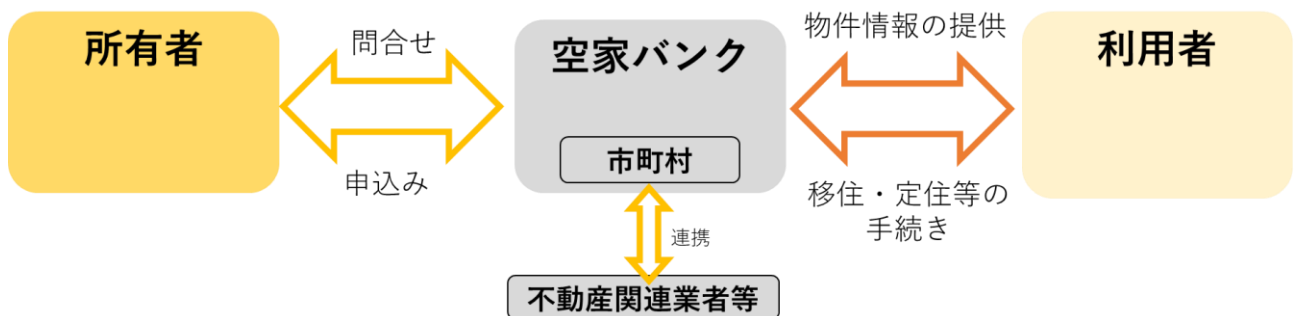 所有者
問合せ
申込み
空家バンク
市町村
連携
不動産関連業者等
物件情報の提供
移住・定住等の
手続き
利用者